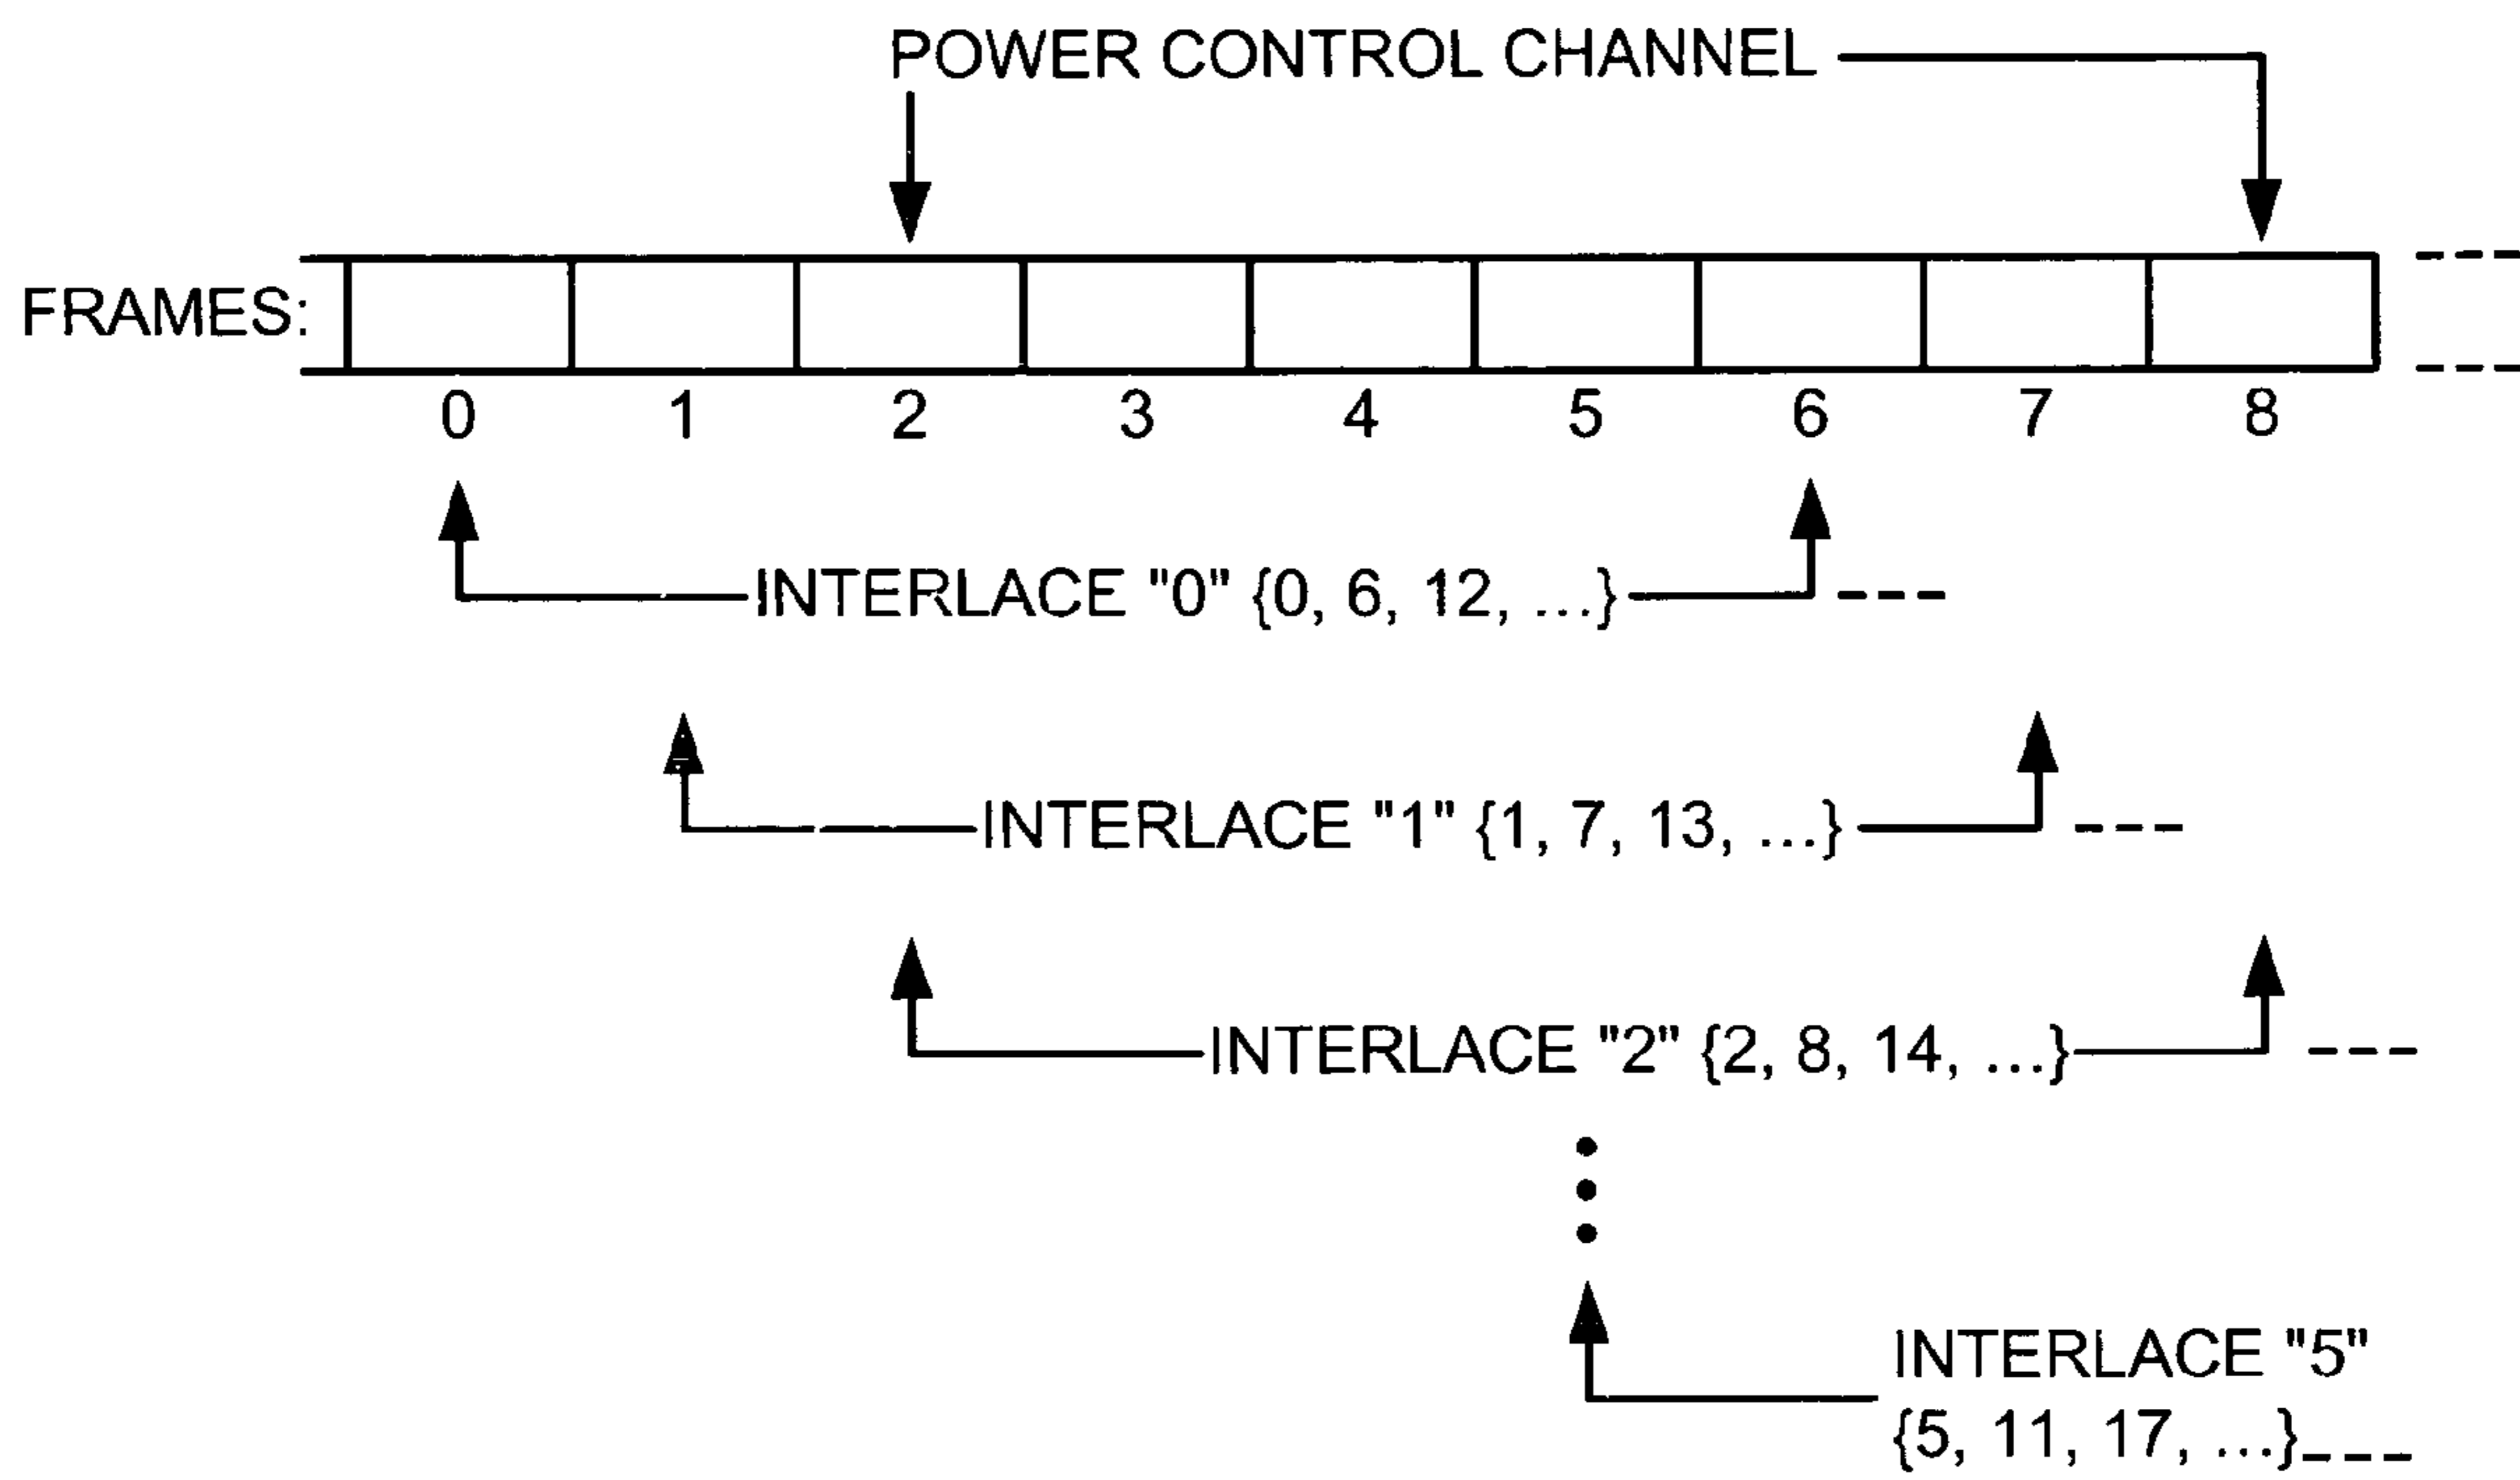 POWER CONTROL CHANNEL
FRAMES:
0 1 2 3 4 5 6 7 8
INTERLACE "0" {0, 6, 12, ...}
INTERLACE "1" {1, 7, 13, ...}
INTERLACE "2" {2, 8, 14, ...}
INTERLACE "5"
{5, 11, 17, ...}